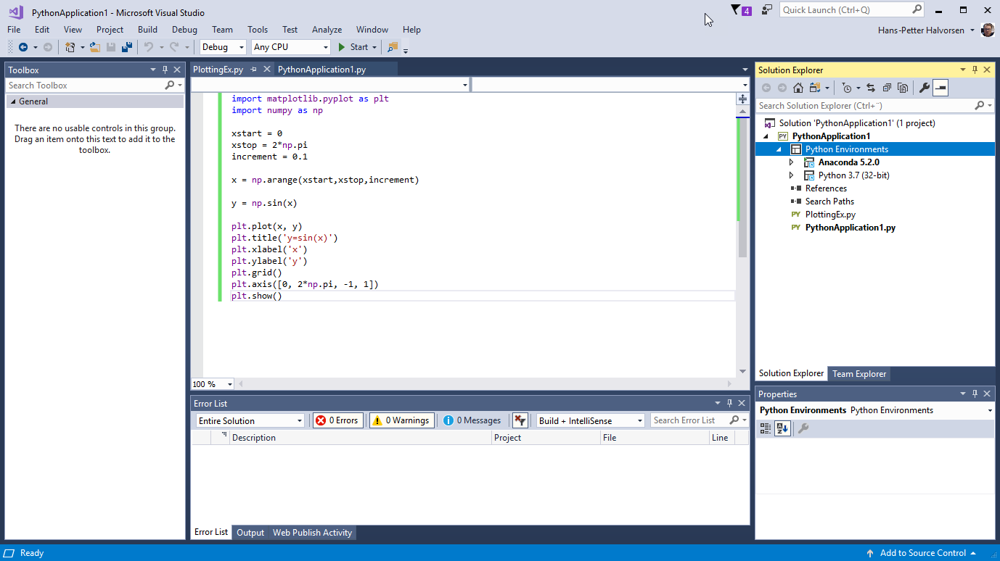 PythonApplication1 - Microsoft Visual Studio
4
Quick Launch (Ctrl+Q)
File Edit View Project Build Debug Team Tools Test Analyze Window Help
Hans-Petter Halvorsen
Debug Any CPU Start
Toolbox
Search Toolbox
General
There are no usable controls in this group.
Drag an item onto this text to add it to the
toolbox.
PlottingEx.py PythonApplication1.py
import matplotlib.pyplot as plt
import numpy as np
xstart = 0
xstop = 2*np.pi
increment = 0.1
x = np.arange(xstart,xstop,increment)
y = np.sin(x)
plt.plot(x, y)
plt.title('y=sin(x)')
plt.xlabel('x')
plt.ylabel('y')
plt.grid()
plt.axis([0, 2*np.pi, -1, 1])
plt.show()
100 %
Error List
Entire Solution 0 Errors 0 Warnings 0 Messages Build + IntelliSense Search Error List
Description Project File Line
Error List Output Web Publish Activity
Solution Explorer
Search Solution Explorer (Ctrl+¨)
Solution 'PythonApplication1' (1 project)
PY PythonApplication1
Python Environments
Anaconda 5.2.0
Python 3.7 (32-bit)
References
Search Paths
PY PlottingEx.py
PY PythonApplication1.py
Solution Explorer Team Explorer
Properties
Python Environments Python Environments
Ready
Add to Source Control